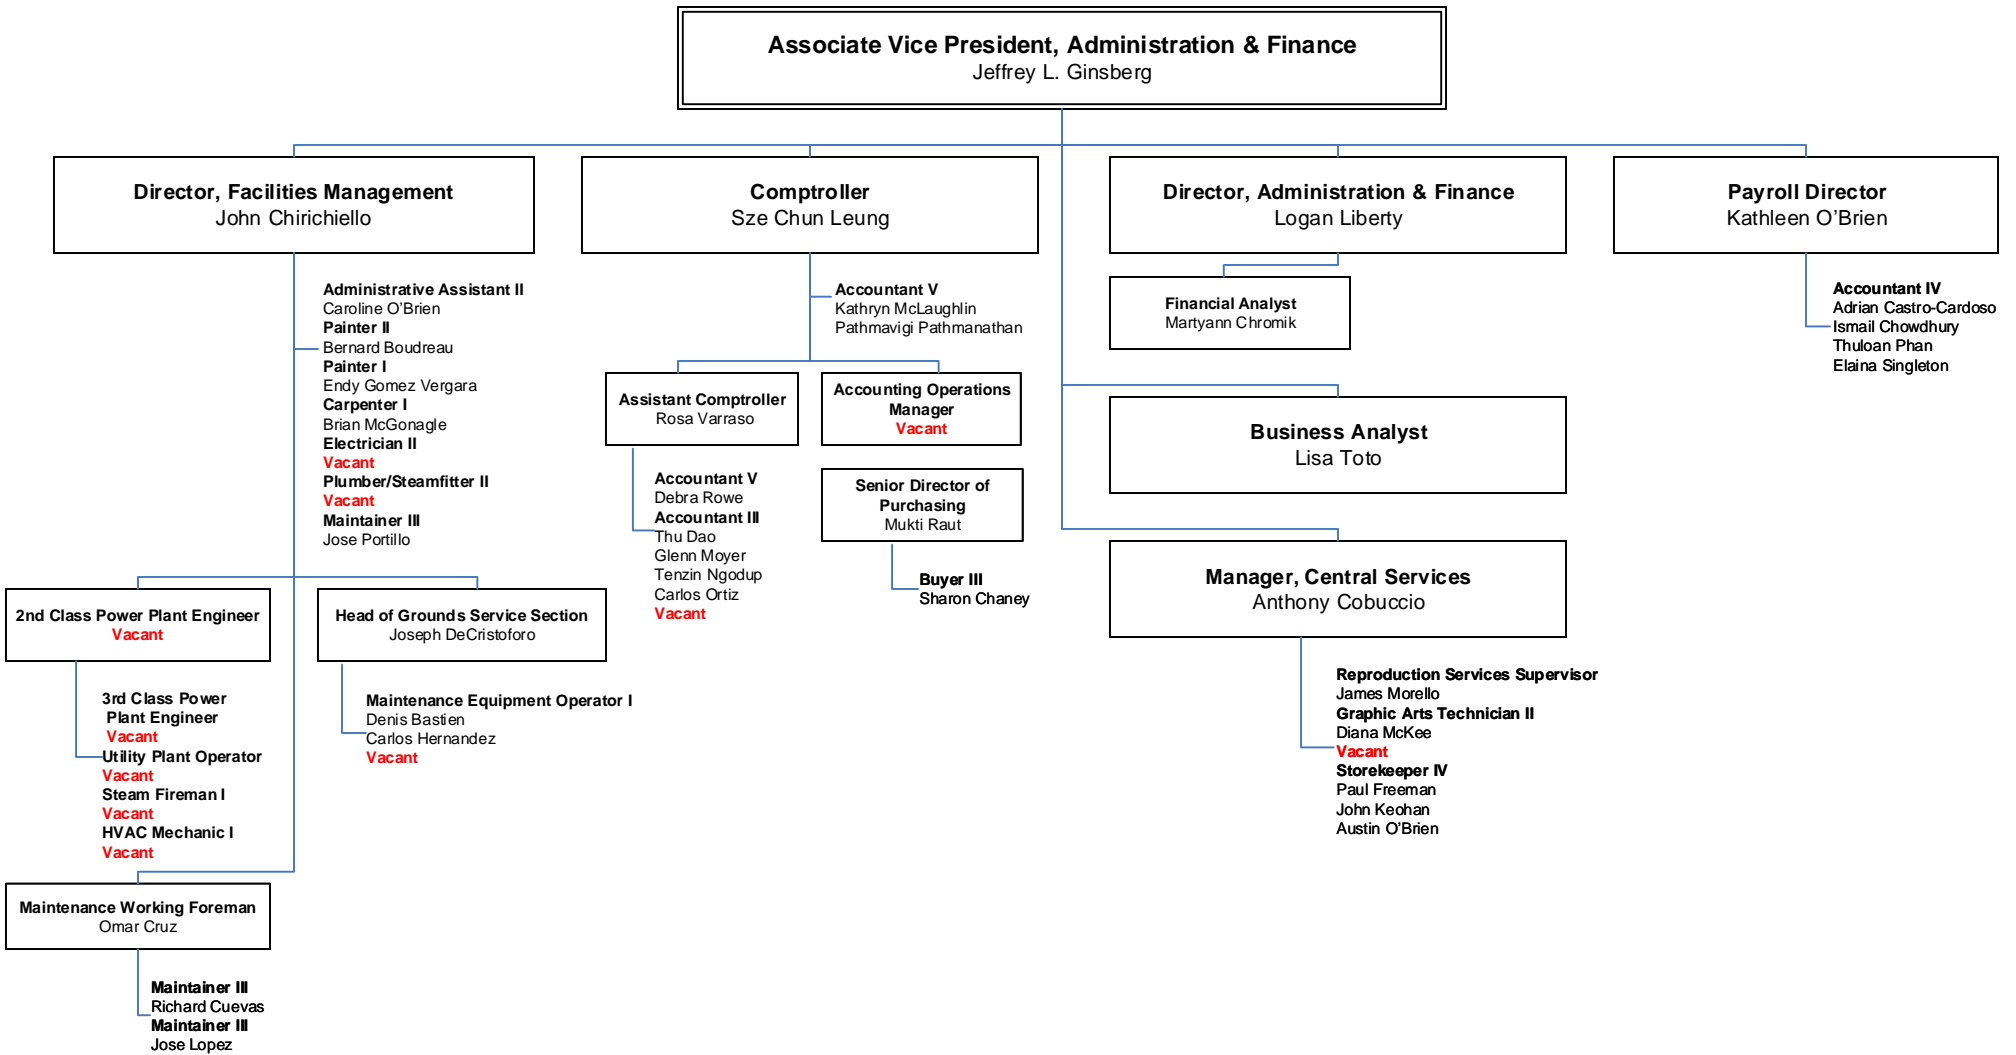 Associate Vice President, Administration & Finance
Jeffrey L. Ginsberg
Director, Facilities Management
John Chirichiello
Comptroller
Sze Chun Leung
Director, Administration & Finance
Logan Liberty
Payroll Director
Kathleen O’Brien
Administrative Assistant II
Caroline O’Brien
Painter II
Bernard Boudreau
Painter I
Endy Gomez Vergara
Carpenter I
Brian McGonagle
Electrician II
Vacant
Plumber/Steamfitter II
Vacant
Maintainer III
Jose Portillo
2nd Class Power Plant Engineer
Vacant
3rd Class Power
Plant Engineer
Vacant
Utility Plant Operator
Vacant
Steam Fireman I
Vacant
HVAC Mechanic I
Vacant
Head of Grounds Service Section
Joseph DeCristoforo
Maintenance Equipment Operator I
Denis Bastien
Carlos Hernandez
Vacant
Maintenance Working Foreman
Omar Cruz
Maintainer III
Richard Cuevas
Maintainer III
Jose Lopez
Accountant V
Kathryn McLaughlin
Pathmavigi Pathmanathan
Assistant Comptroller
Rosa Varraso
Accountant V
Debra Rowe
Accountant III
Thu Dao
Glenn Moyer
Tenzin Ngodup
Carlos Ortiz
Vacant
Accounting Operations
Manager
Vacant
Senior Director of
Purchasing
Mukti Raut
Buyer III
Sharon Chaney
Financial Analyst
Martyann Chromik
Business Analyst
Lisa Toto
Manager, Central Services
Anthony Cobuccio
Reproduction Services Supervisor
James Morello
Graphic Arts Technician II
Diana McKee
Vacant
Storekeeper IV
Paul Freeman
John Keohan
Austin O’Brien
Accountant IV
Adrian Castro-Cardoso
Ismail Chowdhury
Thuloan Phan
Elaina Singleton